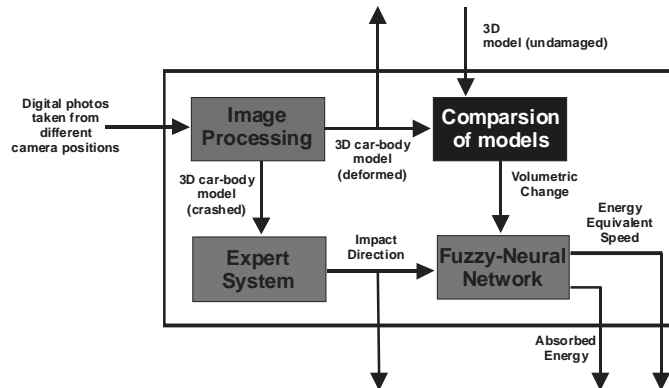 3D
model (undamaged)
Digital photos
taken from
different
camera positions
Image
Processing
3D car-body
model
(deformed)
Comparsion
of models
3D car-body
model
(crashed)
Volumetric
Change
Energy
Equivalent
Speed
Expert
System
Impact
Direction
Fuzzy-Neural
Network
Absorbed
Energy